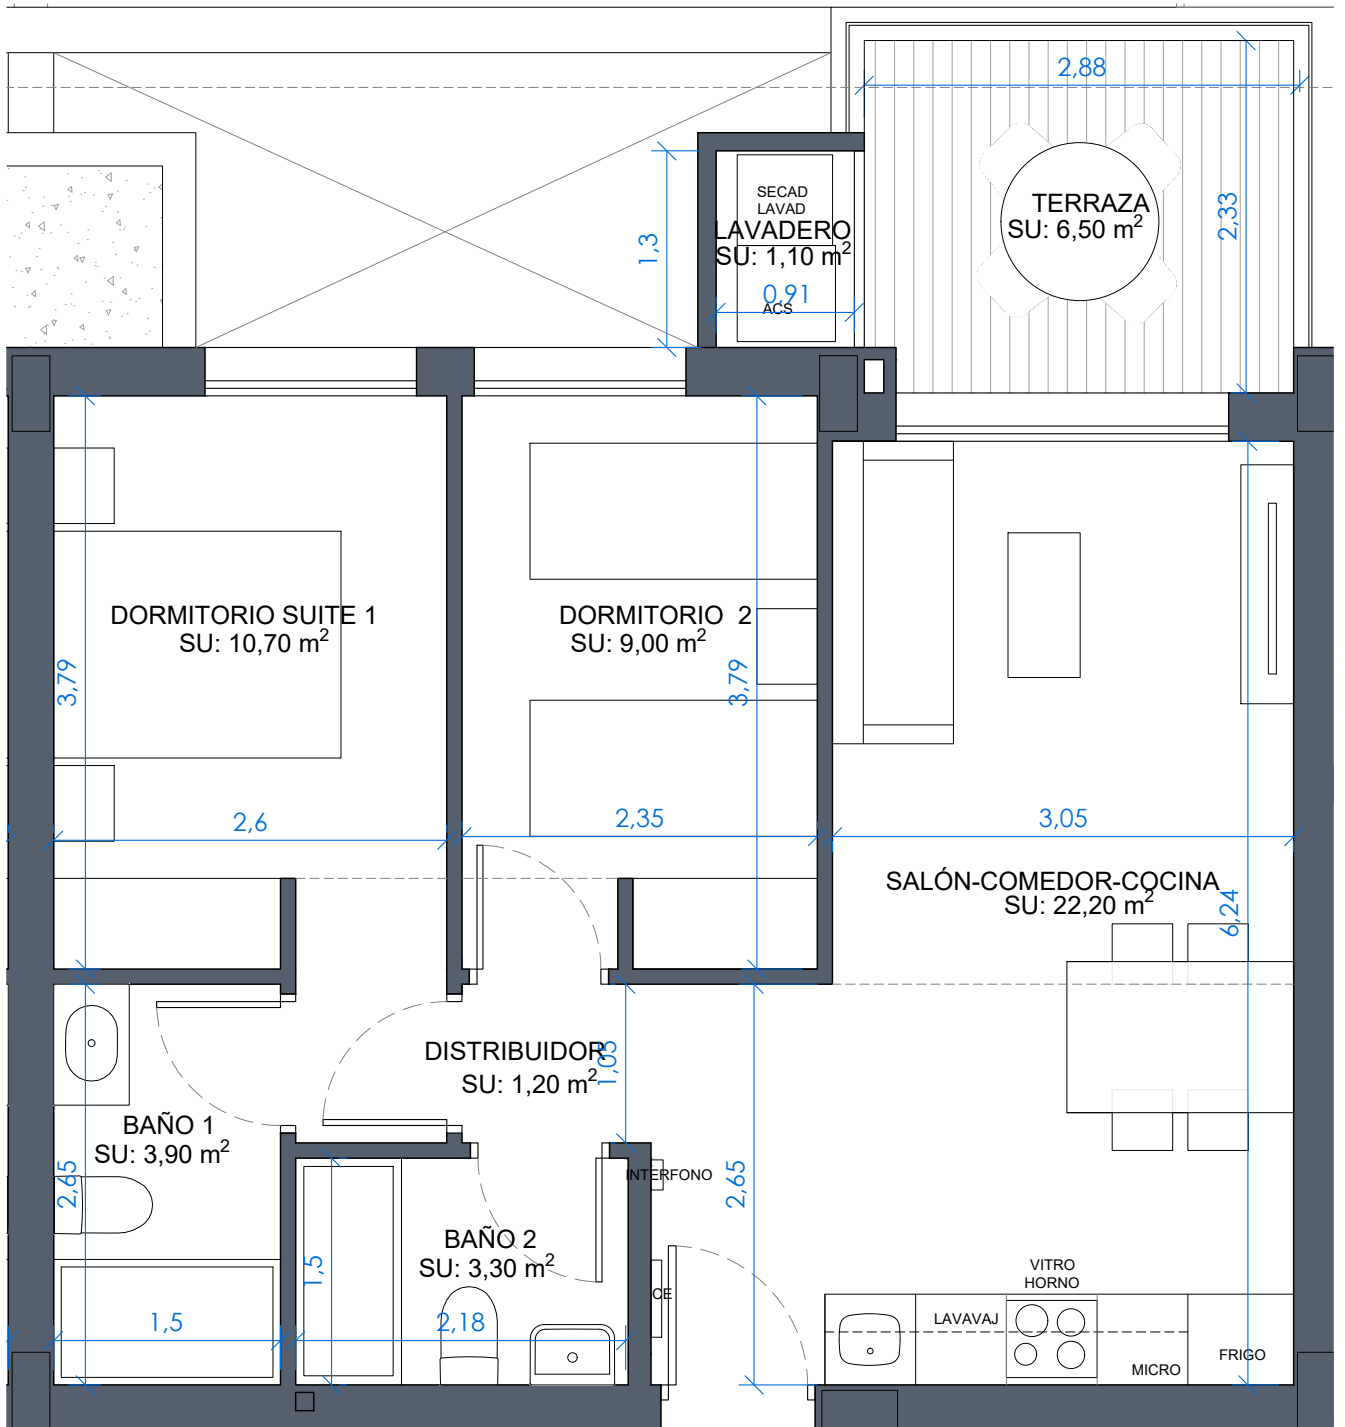 2,88
SECAD
LAVAD
LAVADERO
SU: 1,10 m²
TERRAZA
SU: 6,50 m²
2,33
1,3
0,91
ACS
DORMITORIO SUITE 1
SU: 10,70 m²
DORMITORIO 2
SU: 9,00 m²
3,79
3,79
2,6
2,35
3,05
SALÓN-COMEDOR-COCINA
SU: 22,20 m²
6,24
DISTRIBUIDOR
SU: 1,20 m²
1,05
BAÑO 1
SU: 3,90 m²
2,65
INTERFONO
2,65
BAÑO 2
SU: 3,30 m²
1,5
CE
VITRO
HORNO
1,5
2,18
LAVAVAJ
MICRO
FRIGO